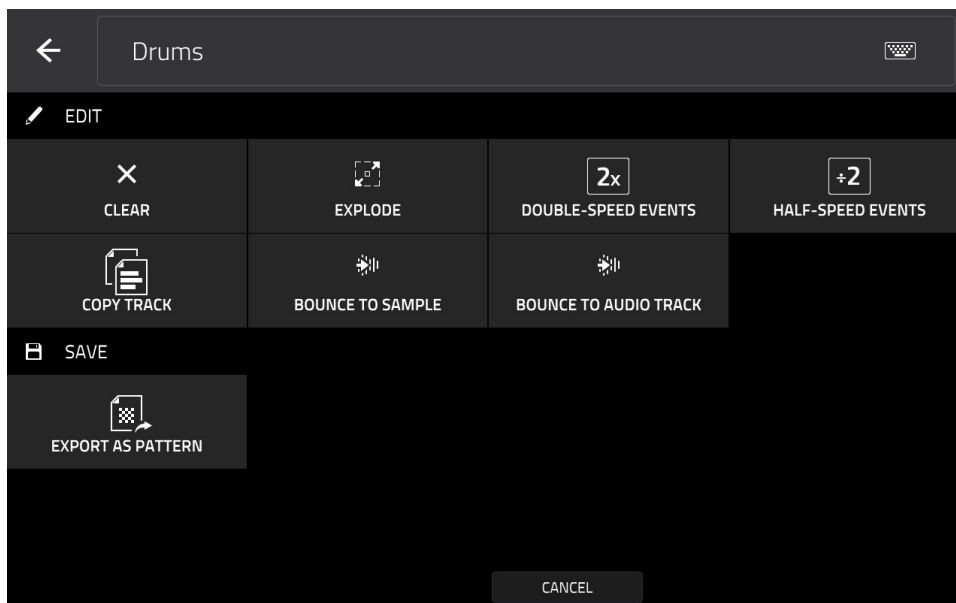 Drums
EDIT
CLEAR
EXPLODE
2x
DOUBLE-SPEED EVENTS
÷2
HALF-SPEED EVENTS
COPY TRACK
BOUNCE TO SAMPLE
BOUNCE TO AUDIO TRACK
SAVE
EXPORT AS PATTERN
CANCEL